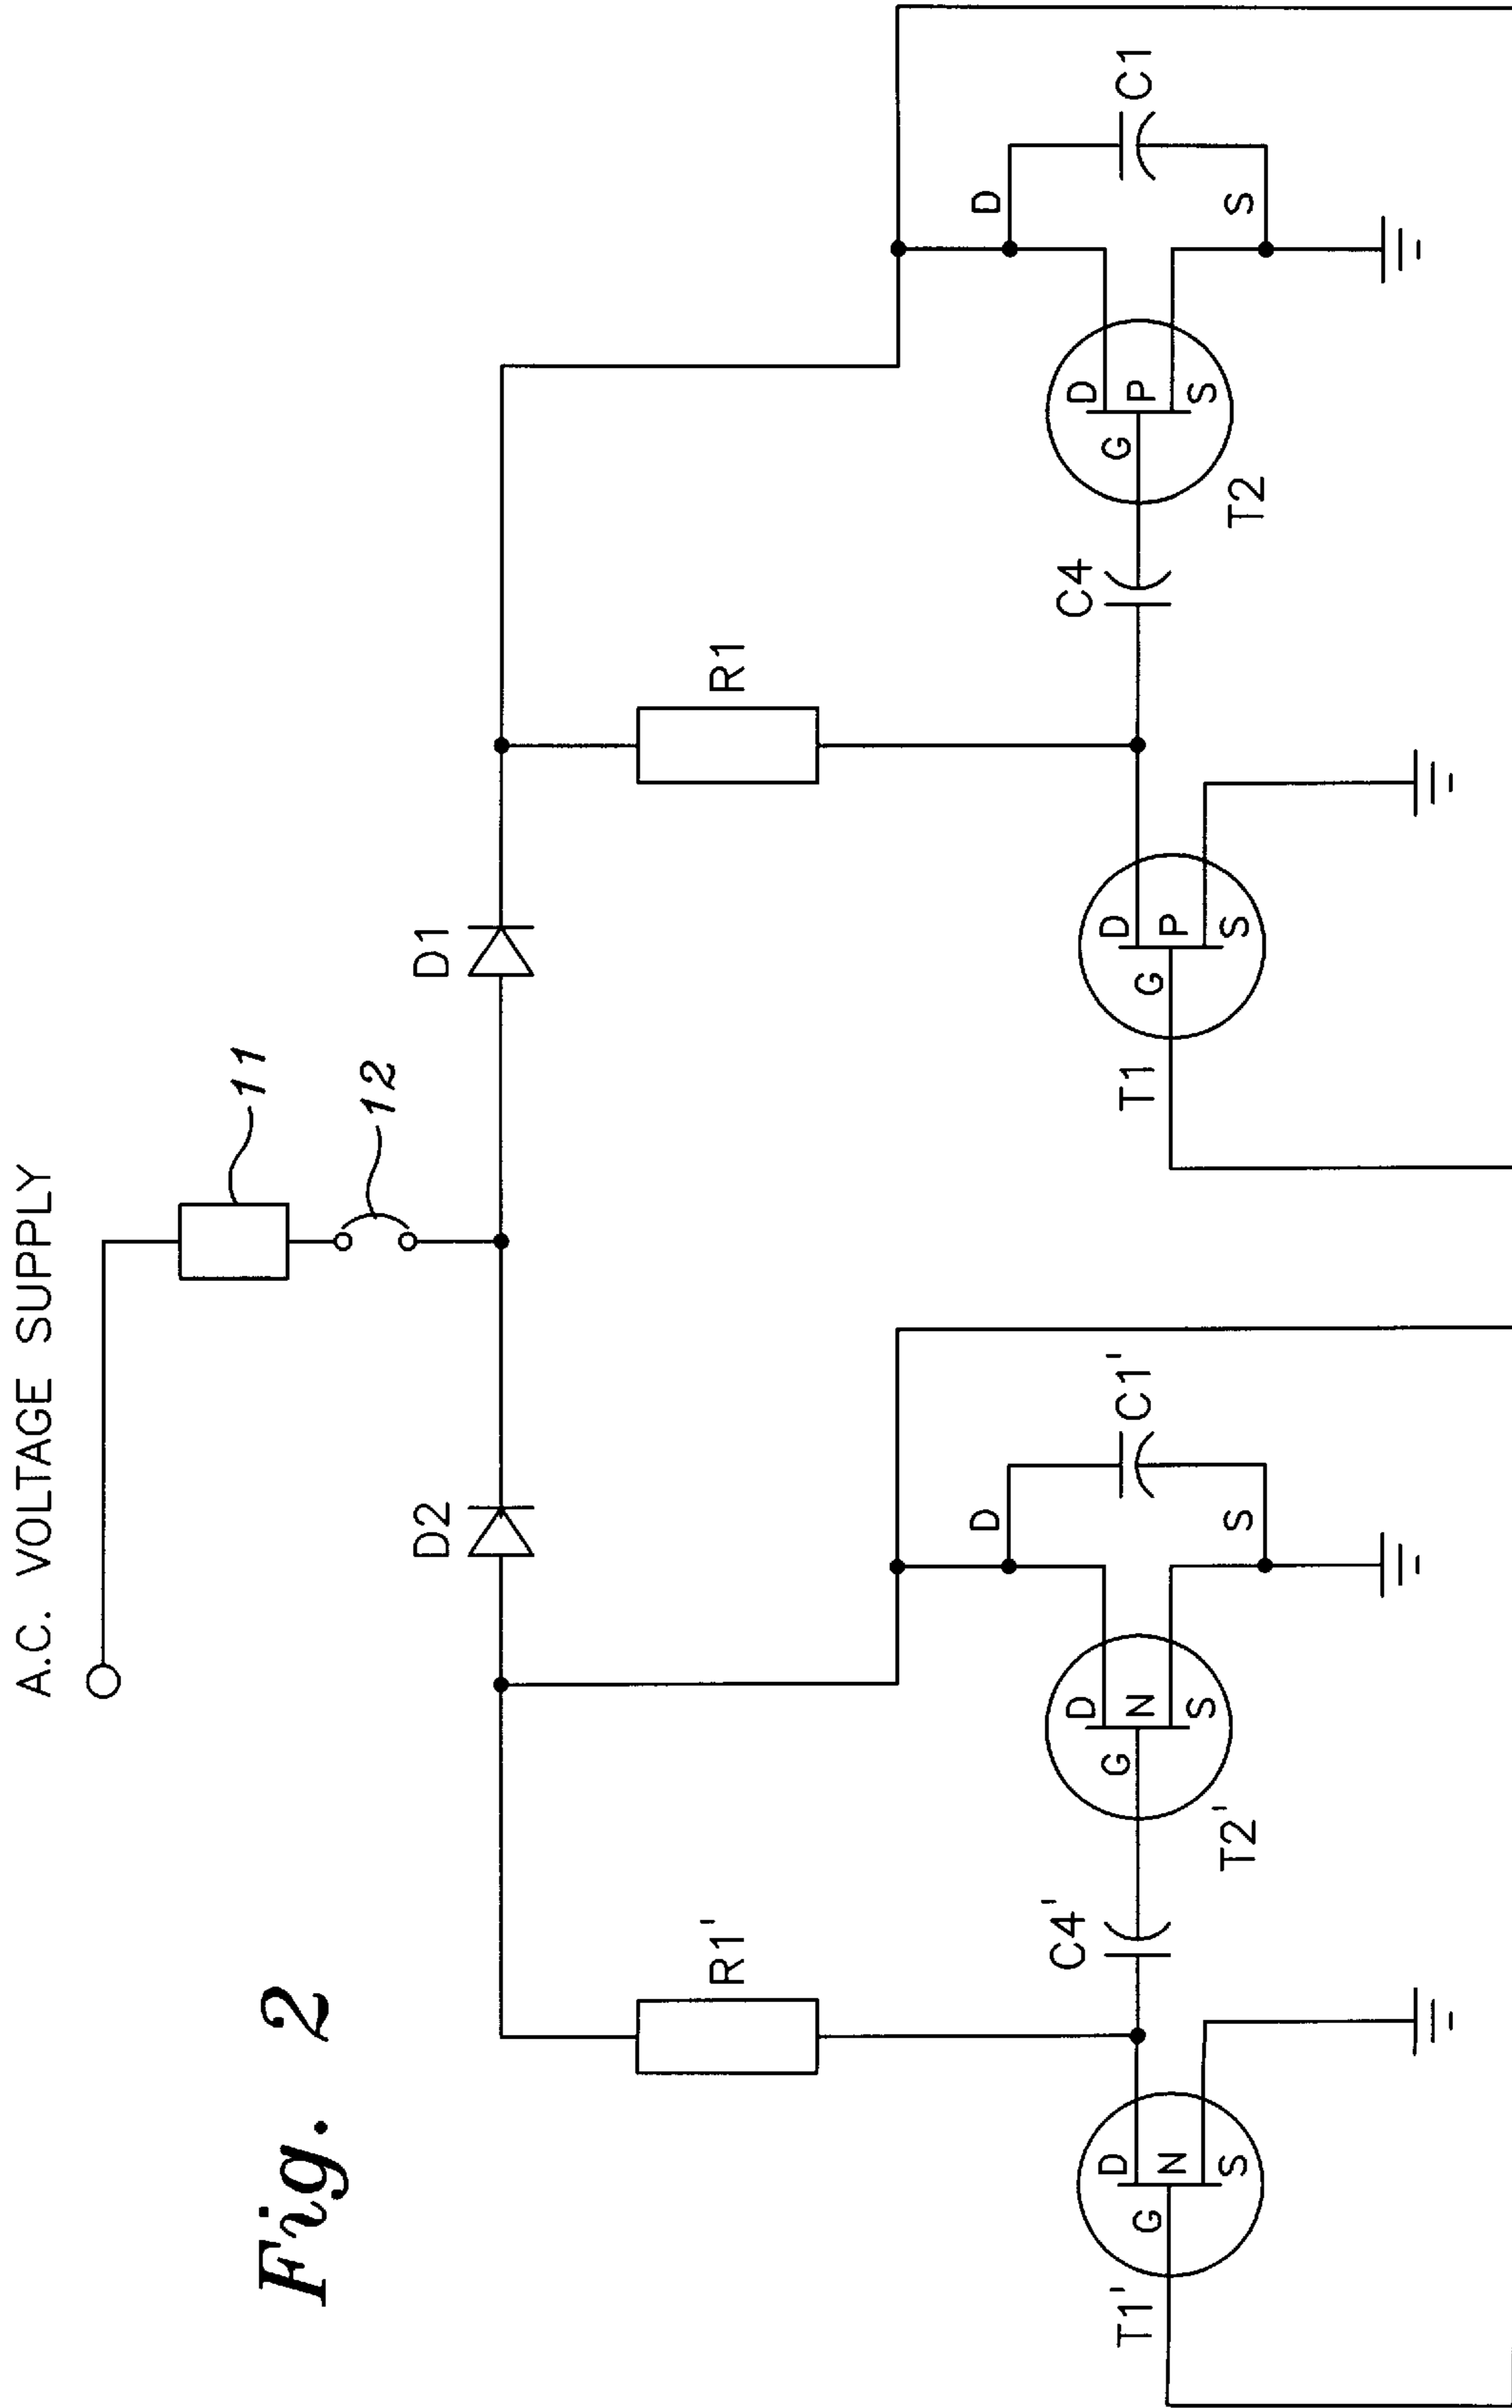 A.C. VOLTAGE SUPPLY
Fig. 2
11
12
D2
D1
R1'
R1
D
D
C4'
C4
D
D
D
G
D
G
T1'
N
C1'
T1
P
C1
G
N
G
P
S
S
S
T2'
S
S
T2
S